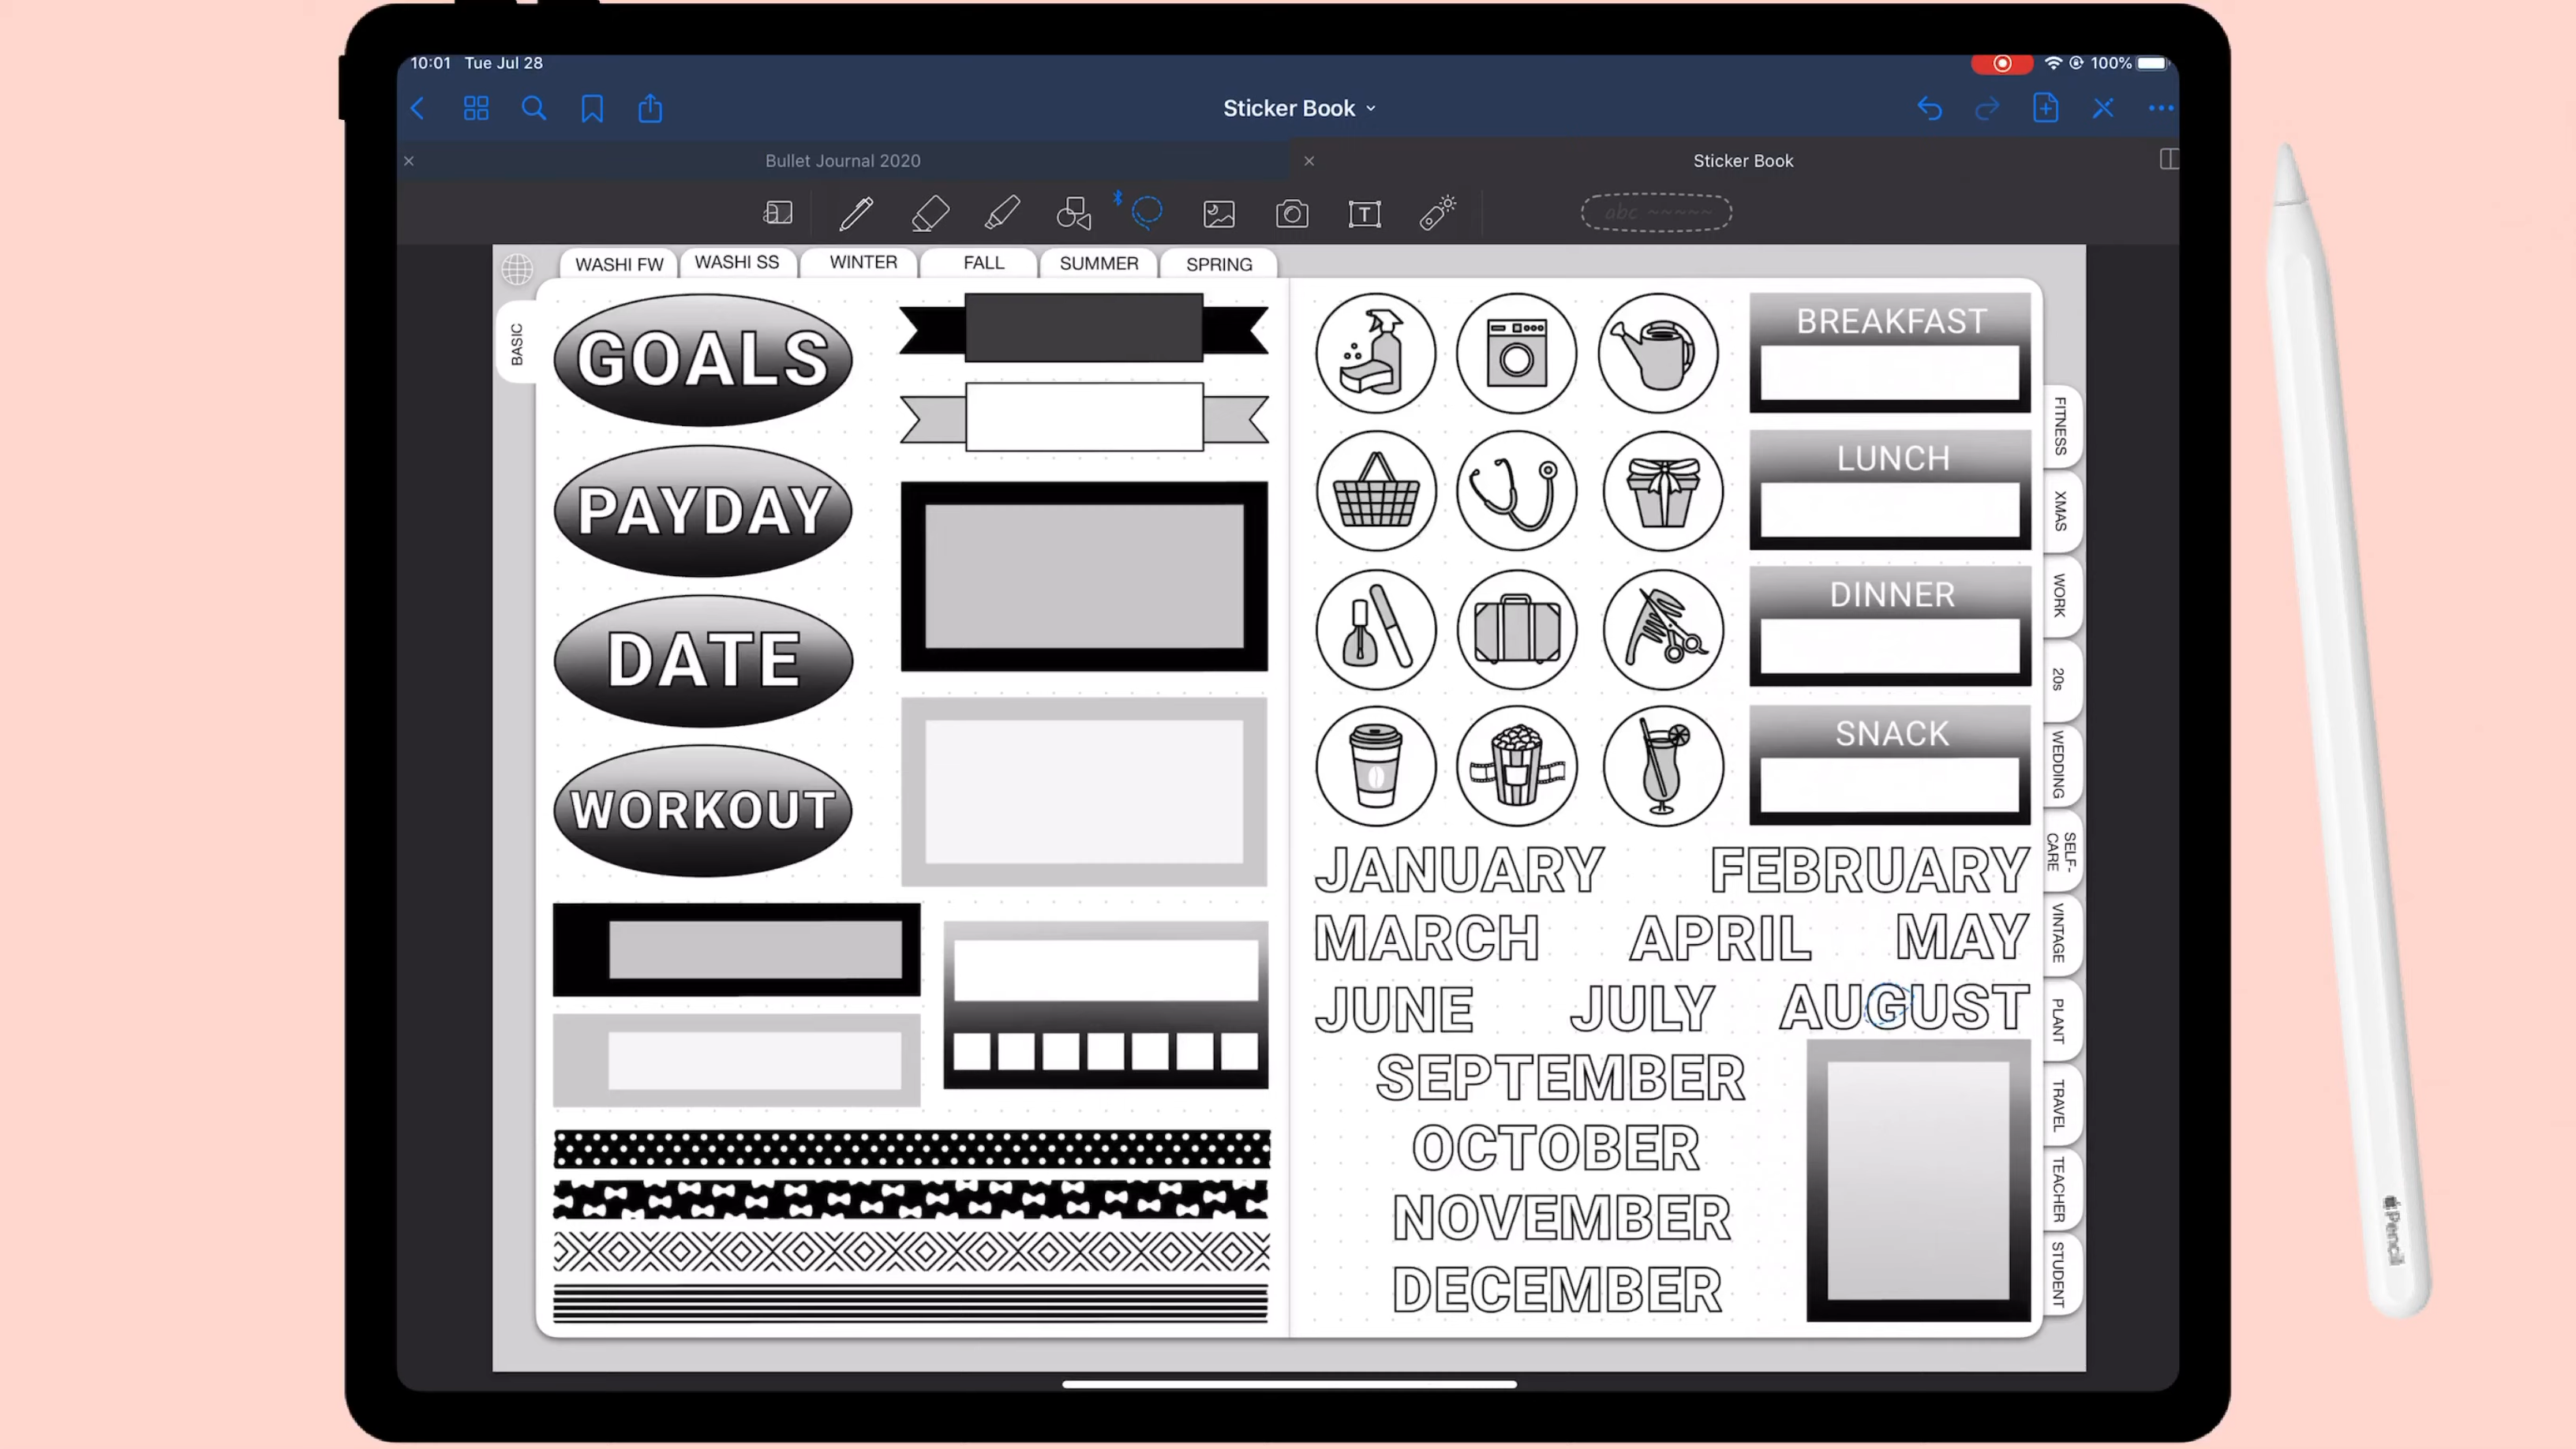 10:01 Tue Jul 28
100%
Sticker Book
Bullet Journal 2020
Sticker Book
abc
WASHI FW
WASHI SS
WINTER
FALL
SUMMER
SPRING
BASIC
GOALS
PAYDAY
DATE
WORKOUT
BREAKFAST
LUNCH
DINNER
SNACK
JANUARY FEBRUARY
MARCH APRIL MAY
JUNE JULY AUGUST
SEPTEMBER
OCTOBER
NOVEMBER
DECEMBER
FITNESS
XMAS
WORK
20s
WEDDING
SELF-
CARE
VINTAGE
PLANT
TRAVEL
TEACHER
STUDENT
Pencil